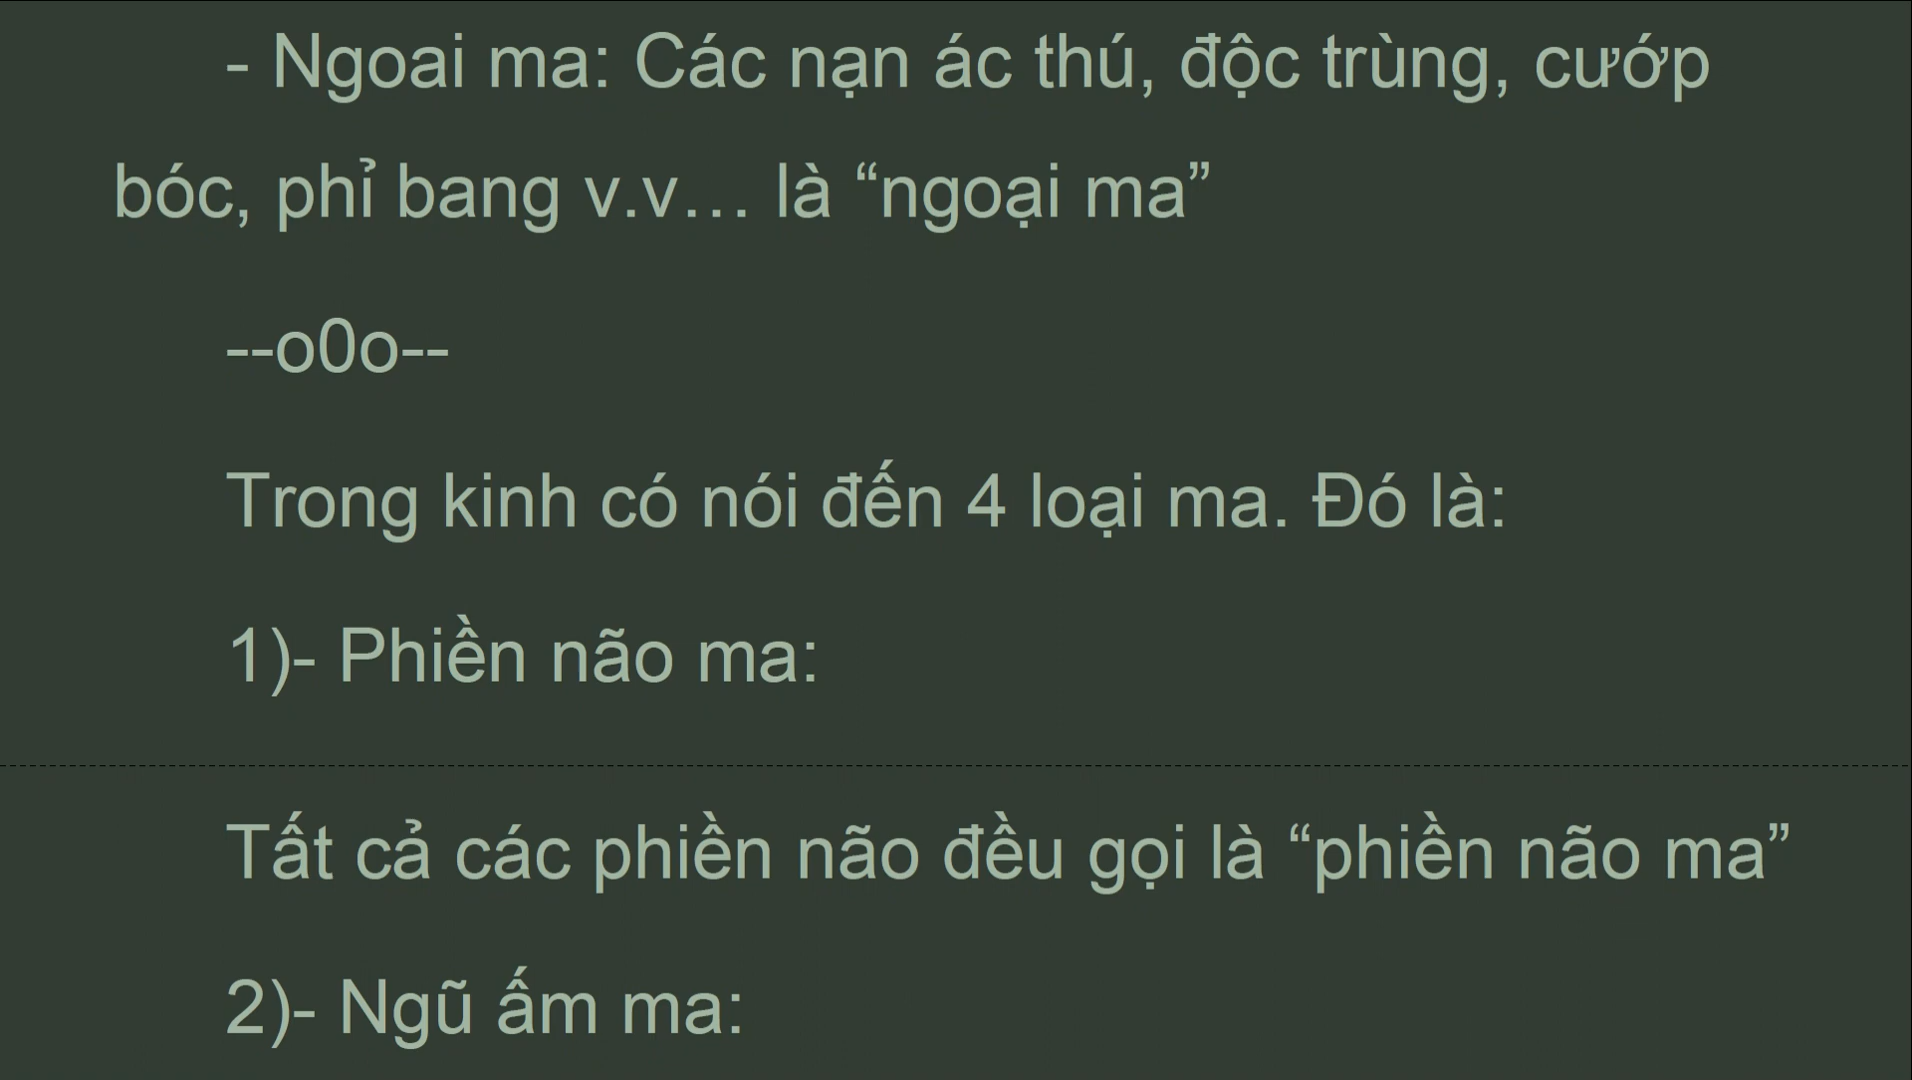 - Ngoai ma: Các nạn ác thú, độc trùng, cướp
bóc, phỉ bang v.v… là “ngoại ma”
--o0o--
Trong kinh có nói đến 4 loại ma. Đó là:
1)- Phiền não ma:
Tất cả các phiền não đều gọi là “phiền não ma”
2)- Ngũ ấm ma: